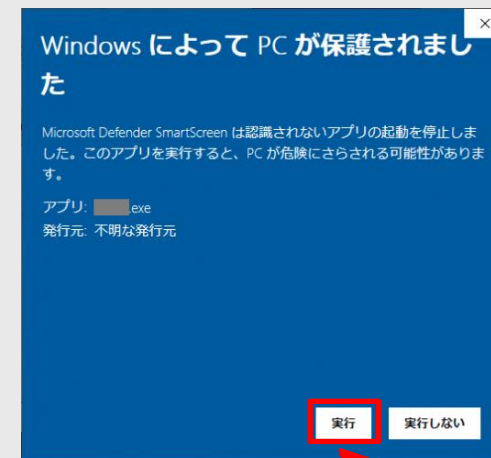 ×
Windows によって PC が保護されまし
た
Microsoft Defender SmartScreen は認識されないアプリの起動を停止しま
した。このアプリを実行すると、PC が危険にさらされる可能性がありま
す。
アプリ: .exe
発行元: 不明な発行元
実行 実行しない